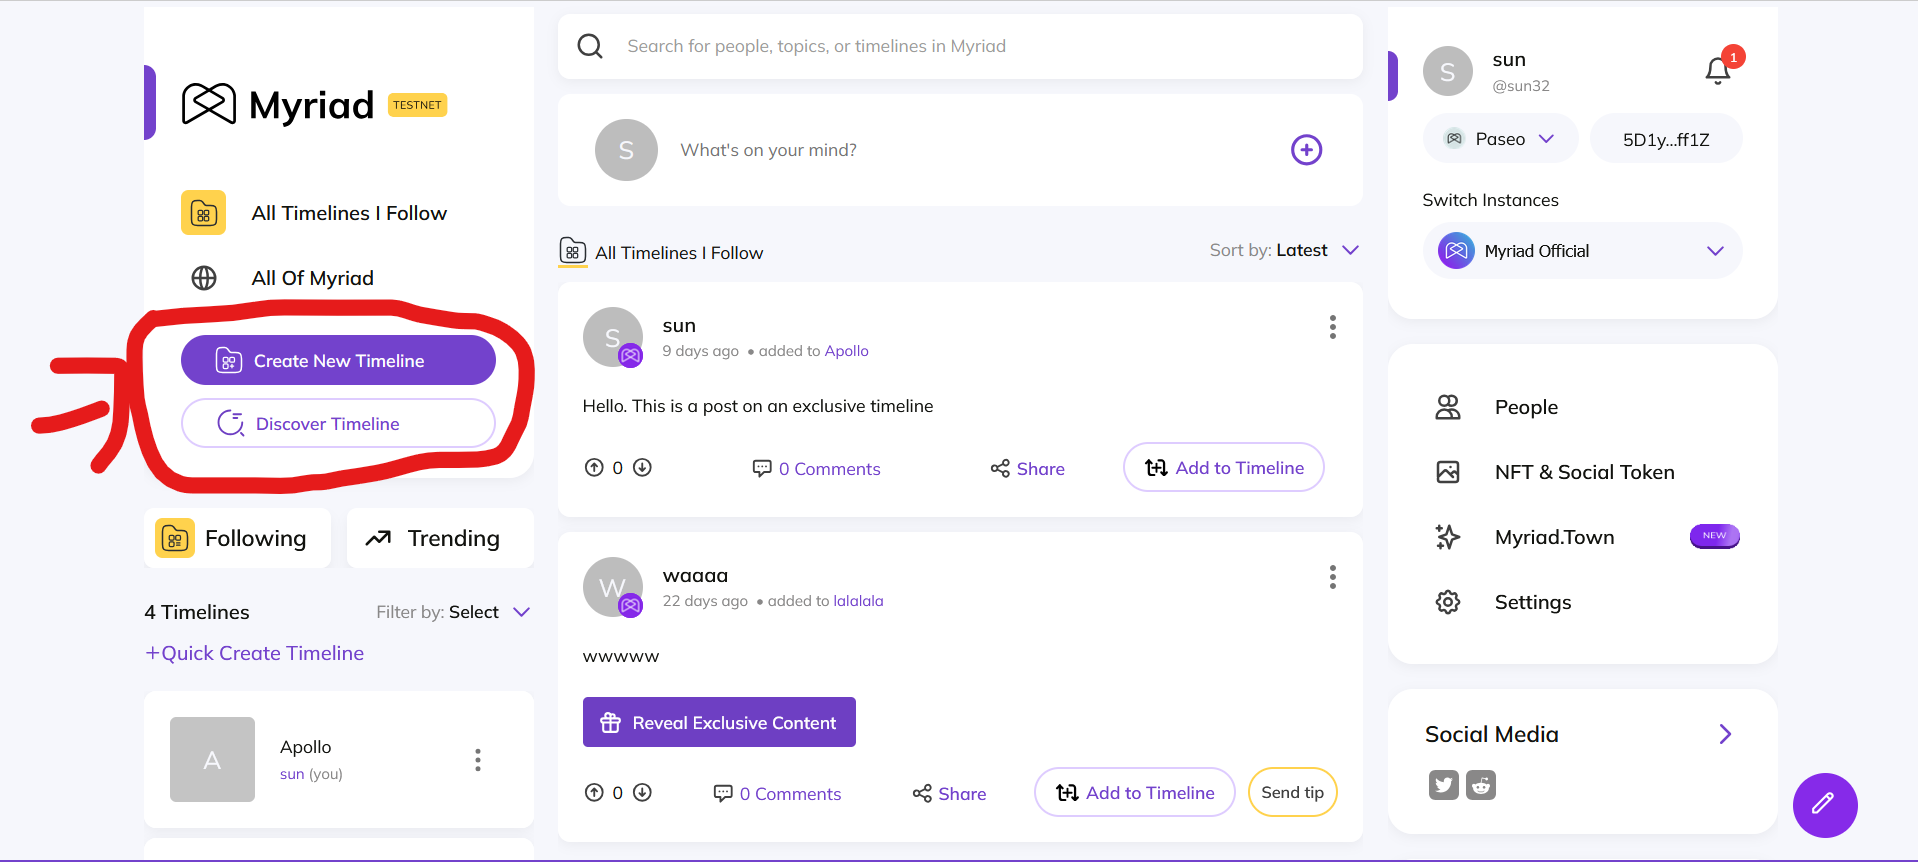 Myriad TESTNET
All Timelines I Follow
All Of Myriad
Create New Timeline
Discover Timeline
Following
Trending
4 Timelines
Filter by: Select
+Quick Create Timeline
A
Apollo
sun (you)
Search for people, topics, or timelines in Myriad
S
What's on your mind?
All Timelines I Follow
Sort by: Latest
S
sun
9 days ago • added to Apollo
Hello. This is a post on an exclusive timeline
0
0 Comments
Share
Add to Timeline
W
waaaa
22 days ago • added to lalalala
wwwww
Reveal Exclusive Content
0
0 Comments
Share
Add to Timeline
Send tip
S
sun
@sun32
1
Paseo
5D1y...ff1Z
Switch Instances
Myriad Official
People
NFT & Social Token
Myriad.Town
NEW
Settings
Social Media